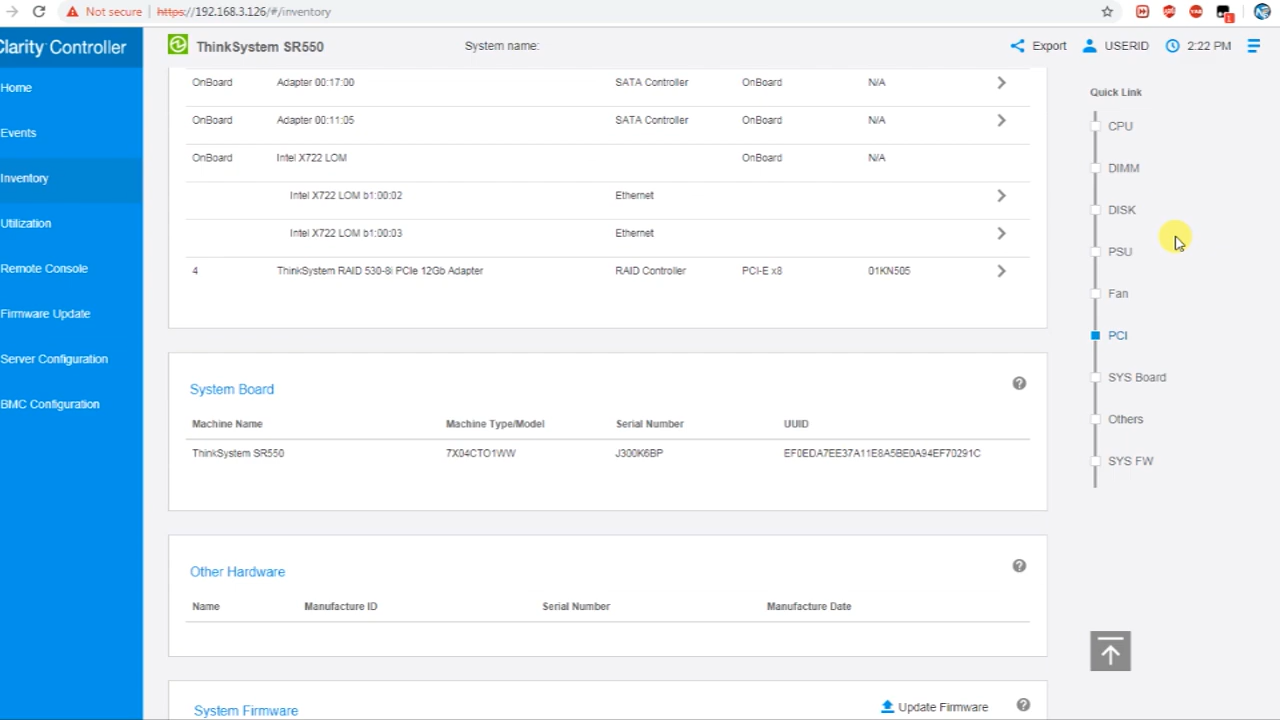 Not secure | https://192.168.3.126/#/inventory
Clarity Controller
ThinkSystem SR550
System name:
Export
USERID
2:22 PM
Home
Events
Inventory
Utilization
Remote Console
Firmware Update
Server Configuration
BMC Configuration
OnBoard Adapter 00:17:00 SATA Controller OnBoard N/A
OnBoard Adapter 00:11:05 SATA Controller OnBoard N/A
OnBoard Intel X722 LOM OnBoard N/A
Intel X722 LOM b1:00:02 Ethernet
Intel X722 LOM b1:00:03 Ethernet
4 ThinkSystem RAID 530-8i PCIe 12Gb Adapter RAID Controller PCI-E x8 01KN505
System Board
Machine Name Machine Type/Model Serial Number UUID
ThinkSystem SR550 7X04CTO1WW J300K6BP EF0EDA7EE37A11E8A5BE0A94EF70291C
Other Hardware
Name Manufacture ID Serial Number Manufacture Date
System Firmware
Update Firmware
Quick Link
CPU
DIMM
DISK
PSU
Fan
PCI
SYS Board
Others
SYS FW